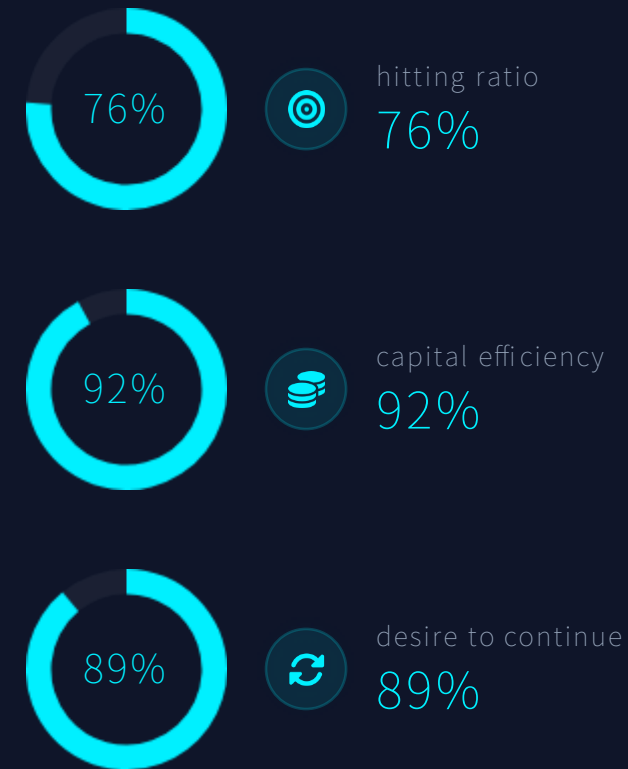 76%
hitting ratio
76%
92%
capital efficiency
92%
89%
desire to continue
89%